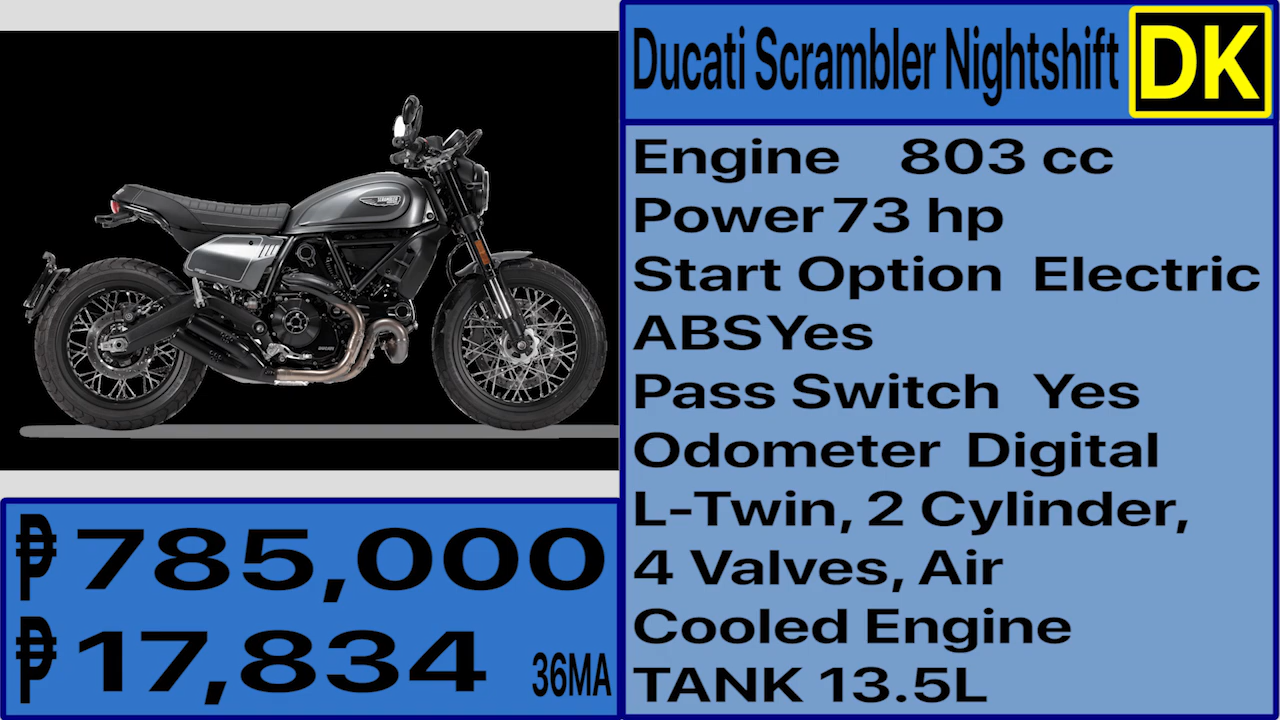 Ducati Scrambler Nightshift DK
Engine 803 cc
Power 73 hp
Start Option Electric
ABS Yes
Pass Switch Yes
Odometer Digital
L-Twin, 2 Cylinder,
4 Valves, Air
Cooled Engine
TANK 13.5L
SCRAMBLER
₱ 785,000
₱ 17,834 36MA